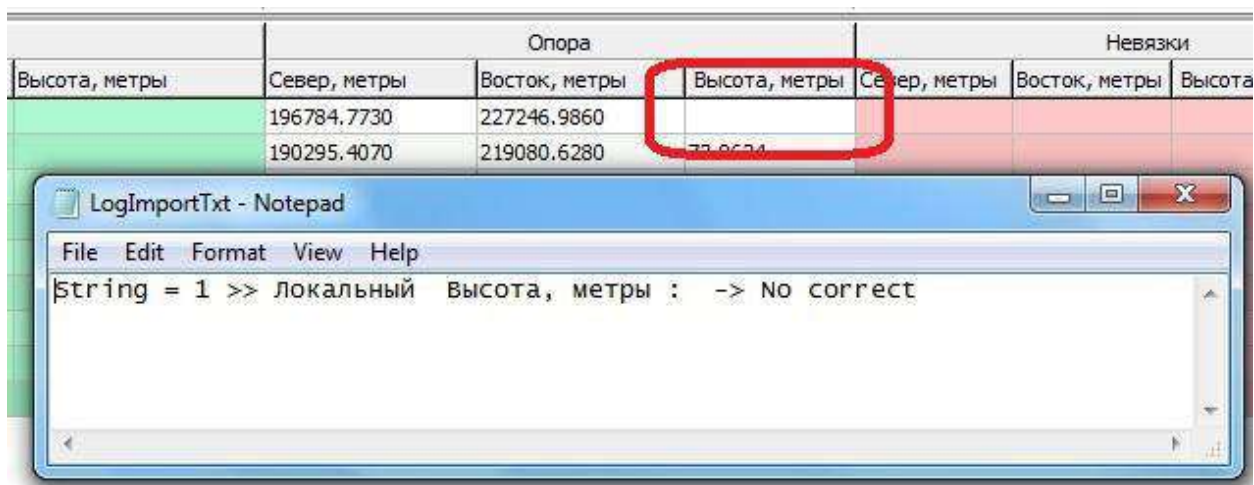 Опора Невязки
Высота, метры Север, метры Восток, метры Высота, метры Север, метры Восток, метры Высота
196784.7730 227246.9860
190295.4070 219080.6280
LogImportTxt - Notepad
File Edit Format View Help
String = 1 >> Локальный Высота, метры : -> No correct